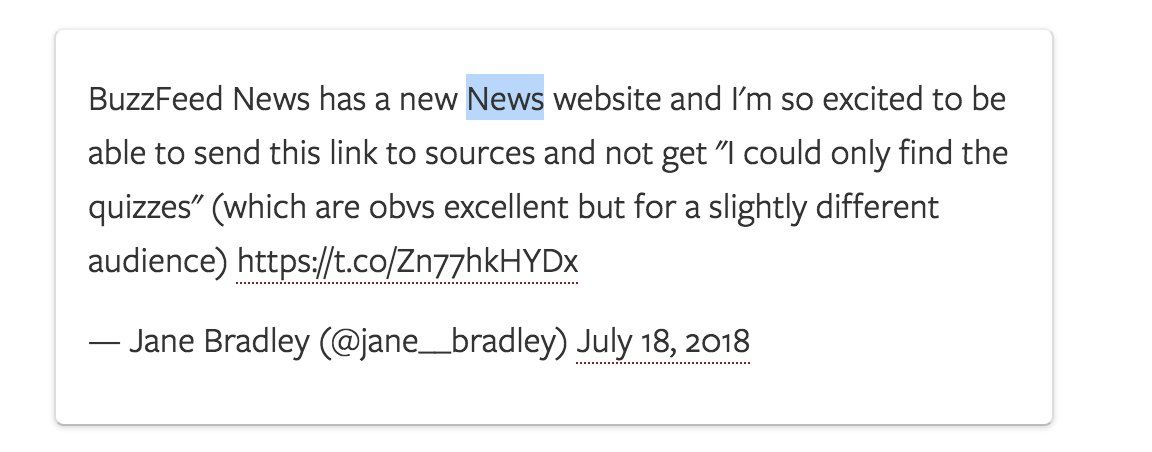 BuzzFeed News has a new News website and I'm so excited to be
able to send this link to sources and not get "I could only find the
quizzes" (which are obvs excellent but for a slightly different
audience) https://t.co/Zn77hkHYDx
— Jane Bradley (@jane__bradley) July 18, 2018